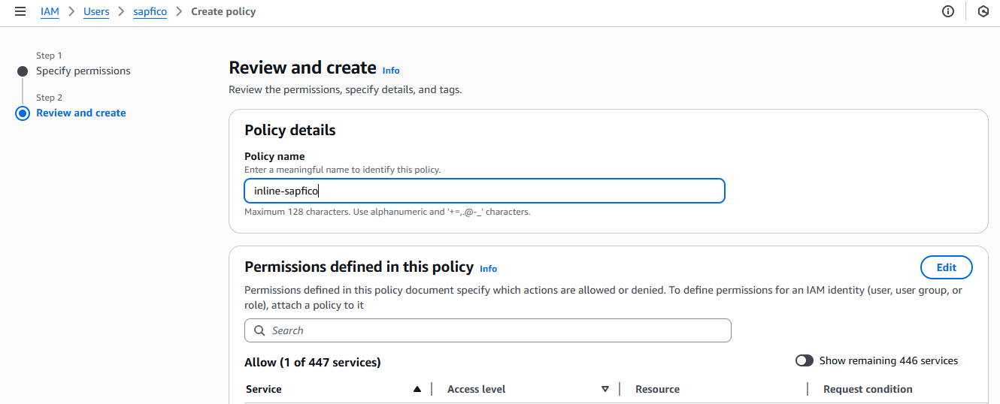 IAM > Users > sapfico > Create policy
Step 1
Specify permissions
Step 2
Review and create
Review and create Info
Review the permissions, specify details, and tags.
Policy details
Policy name
Enter a meaningful name to identify this policy.
inline-sapfico
Maximum 128 characters. Use alphanumeric and '+=,.@-_' characters.
Permissions defined in this policy Info
Edit
Permissions defined in this policy document specify which actions are allowed or denied. To define permissions for an IAM identity (user, user group, or
role), attach a policy to it
Search
Allow (1 of 447 services)
Show remaining 446 services
Service Access level Resource Request condition